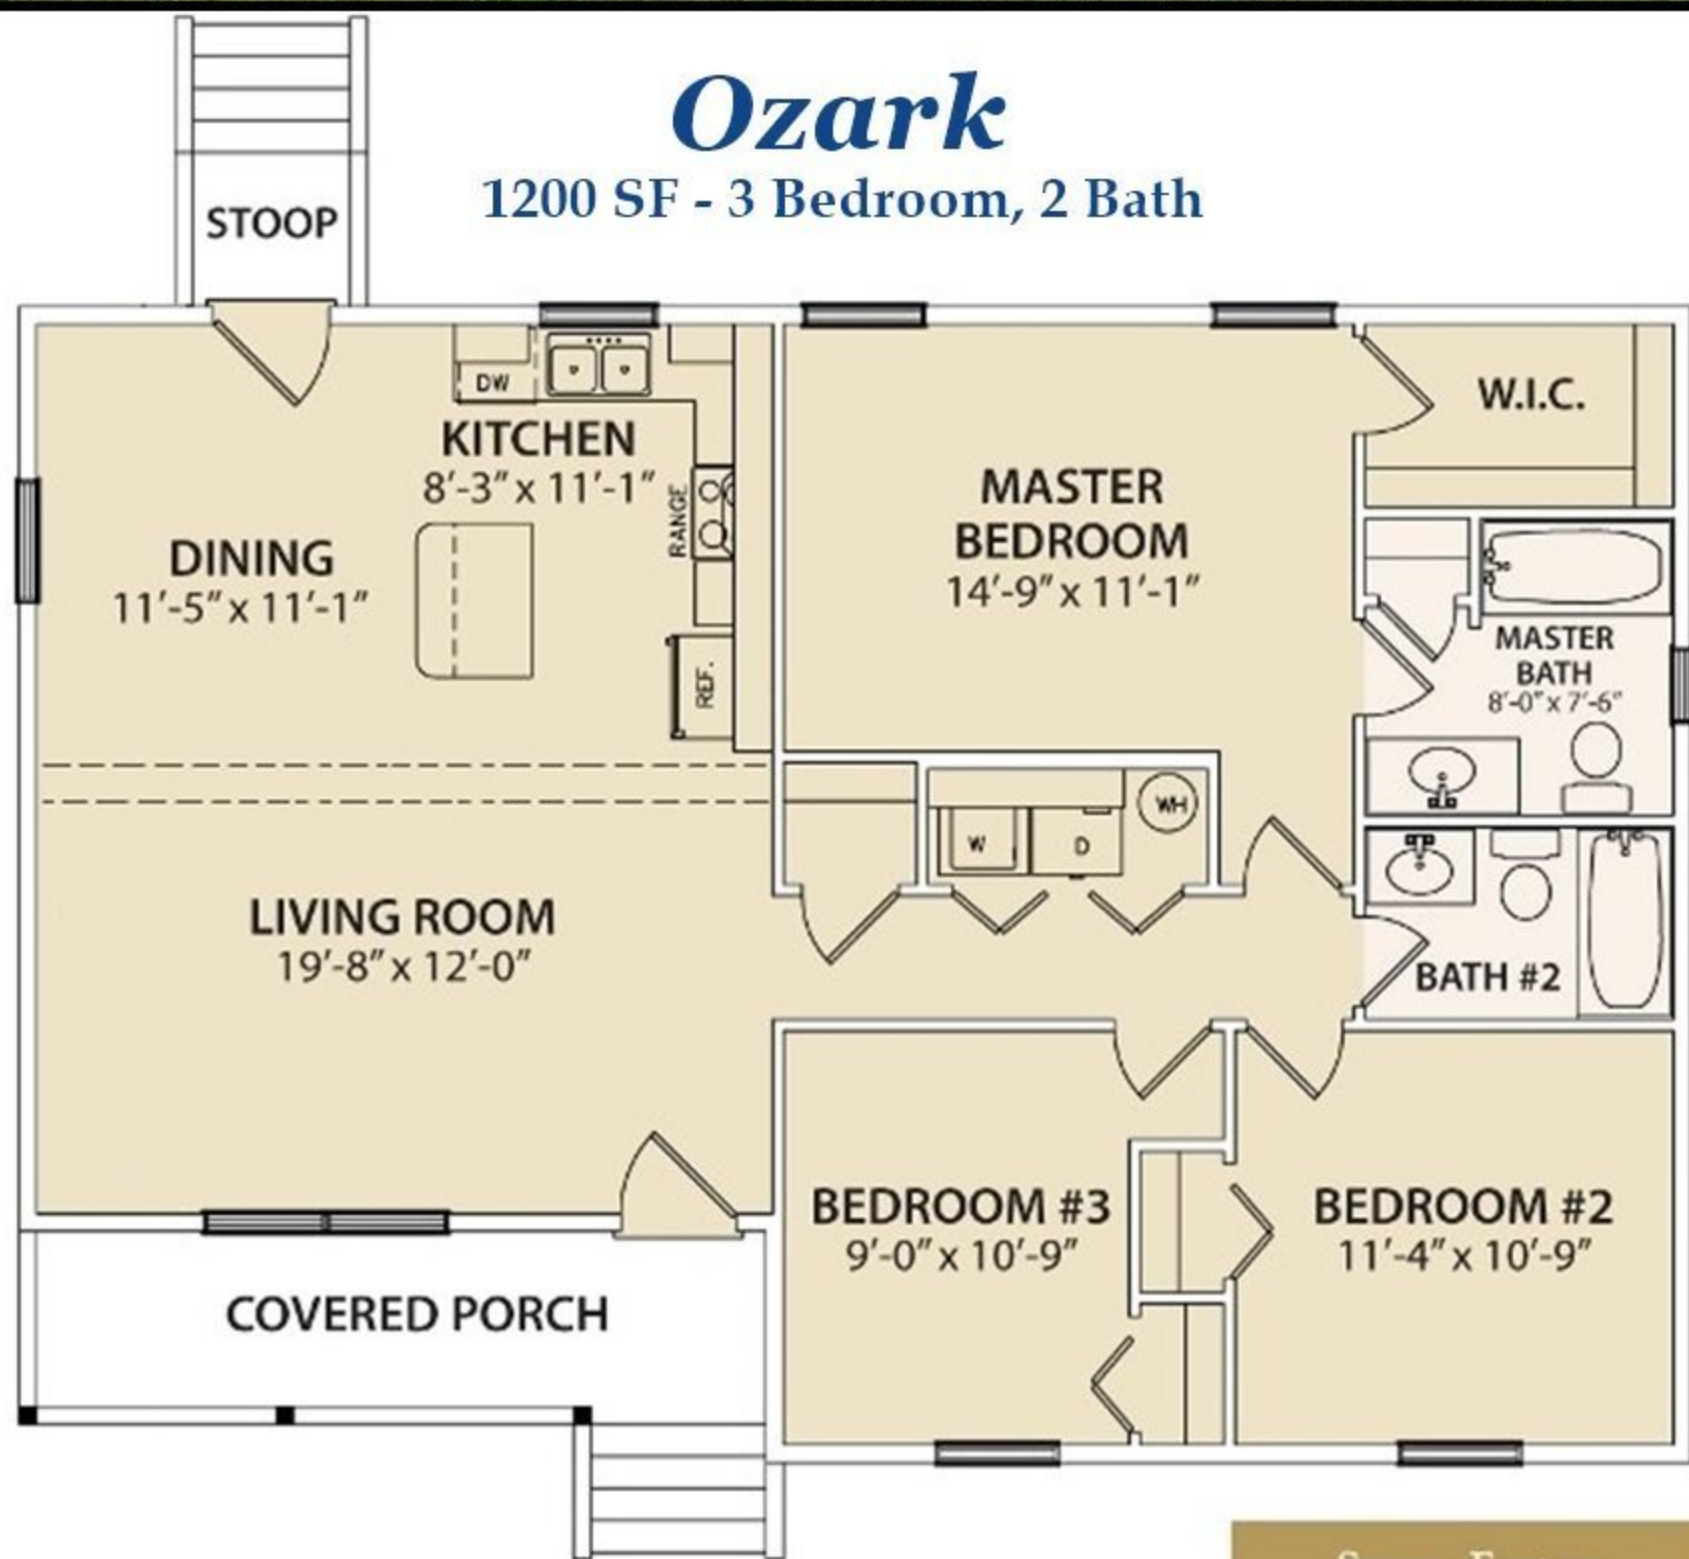 Ozark
1200 SF - 3 Bedroom, 2 Bath
STOOP
DW
KITCHEN
8'-3" x 11'-1"
RANGE
REF.
DINING
11'-5" x 11'-1"
MASTER
BEDROOM
14'-9" x 11'-1"
W.I.C.
MASTER
BATH
8'-0" x 7'-6"
W
D
WH
LIVING ROOM
19'-8" x 12'-0"
BATH #2
BEDROOM #3
9'-0" x 10'-9"
BEDROOM #2
11'-4" x 10'-9"
COVERED PORCH